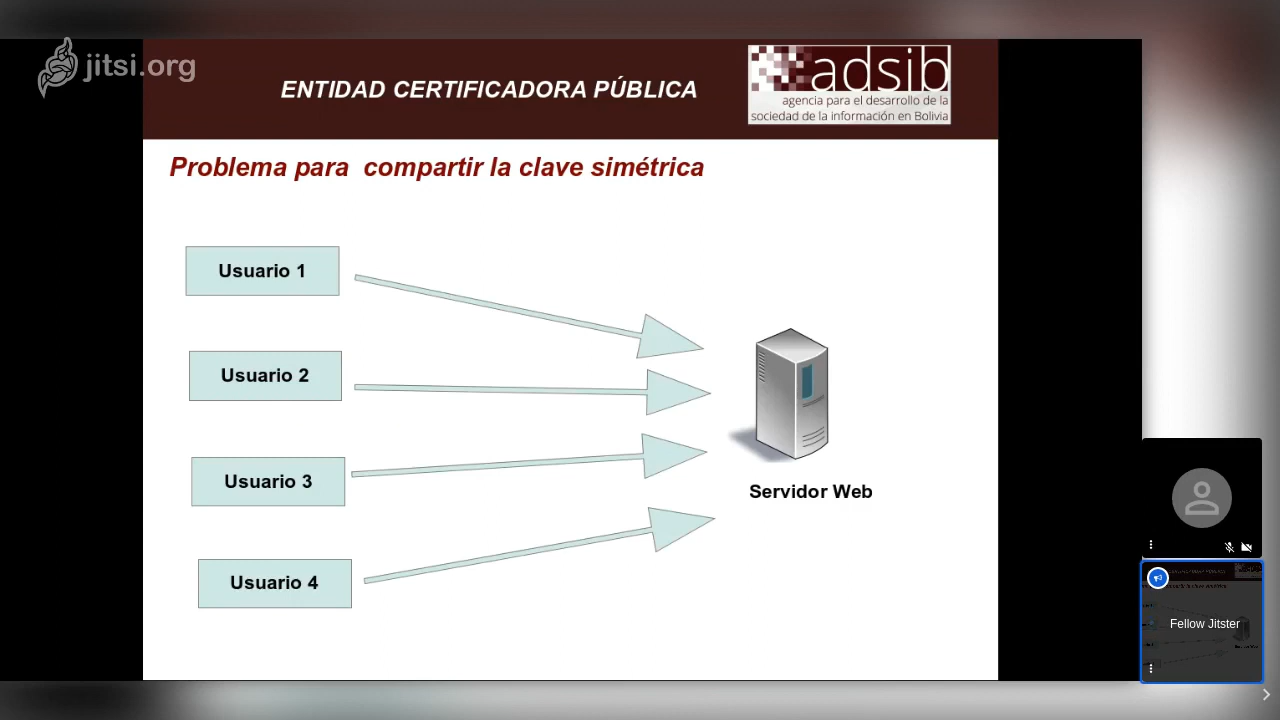 jitsi.org
ENTIDAD CERTIFICADORA PÚBLICA
adsib
agencia para el desarrollo de la
sociedad de la información en Bolivia
Problema para  compartir la clave simétrica
Usuario 1
Usuario 2
Usuario 3
Usuario 4
Servidor Web
Fellow Jitster